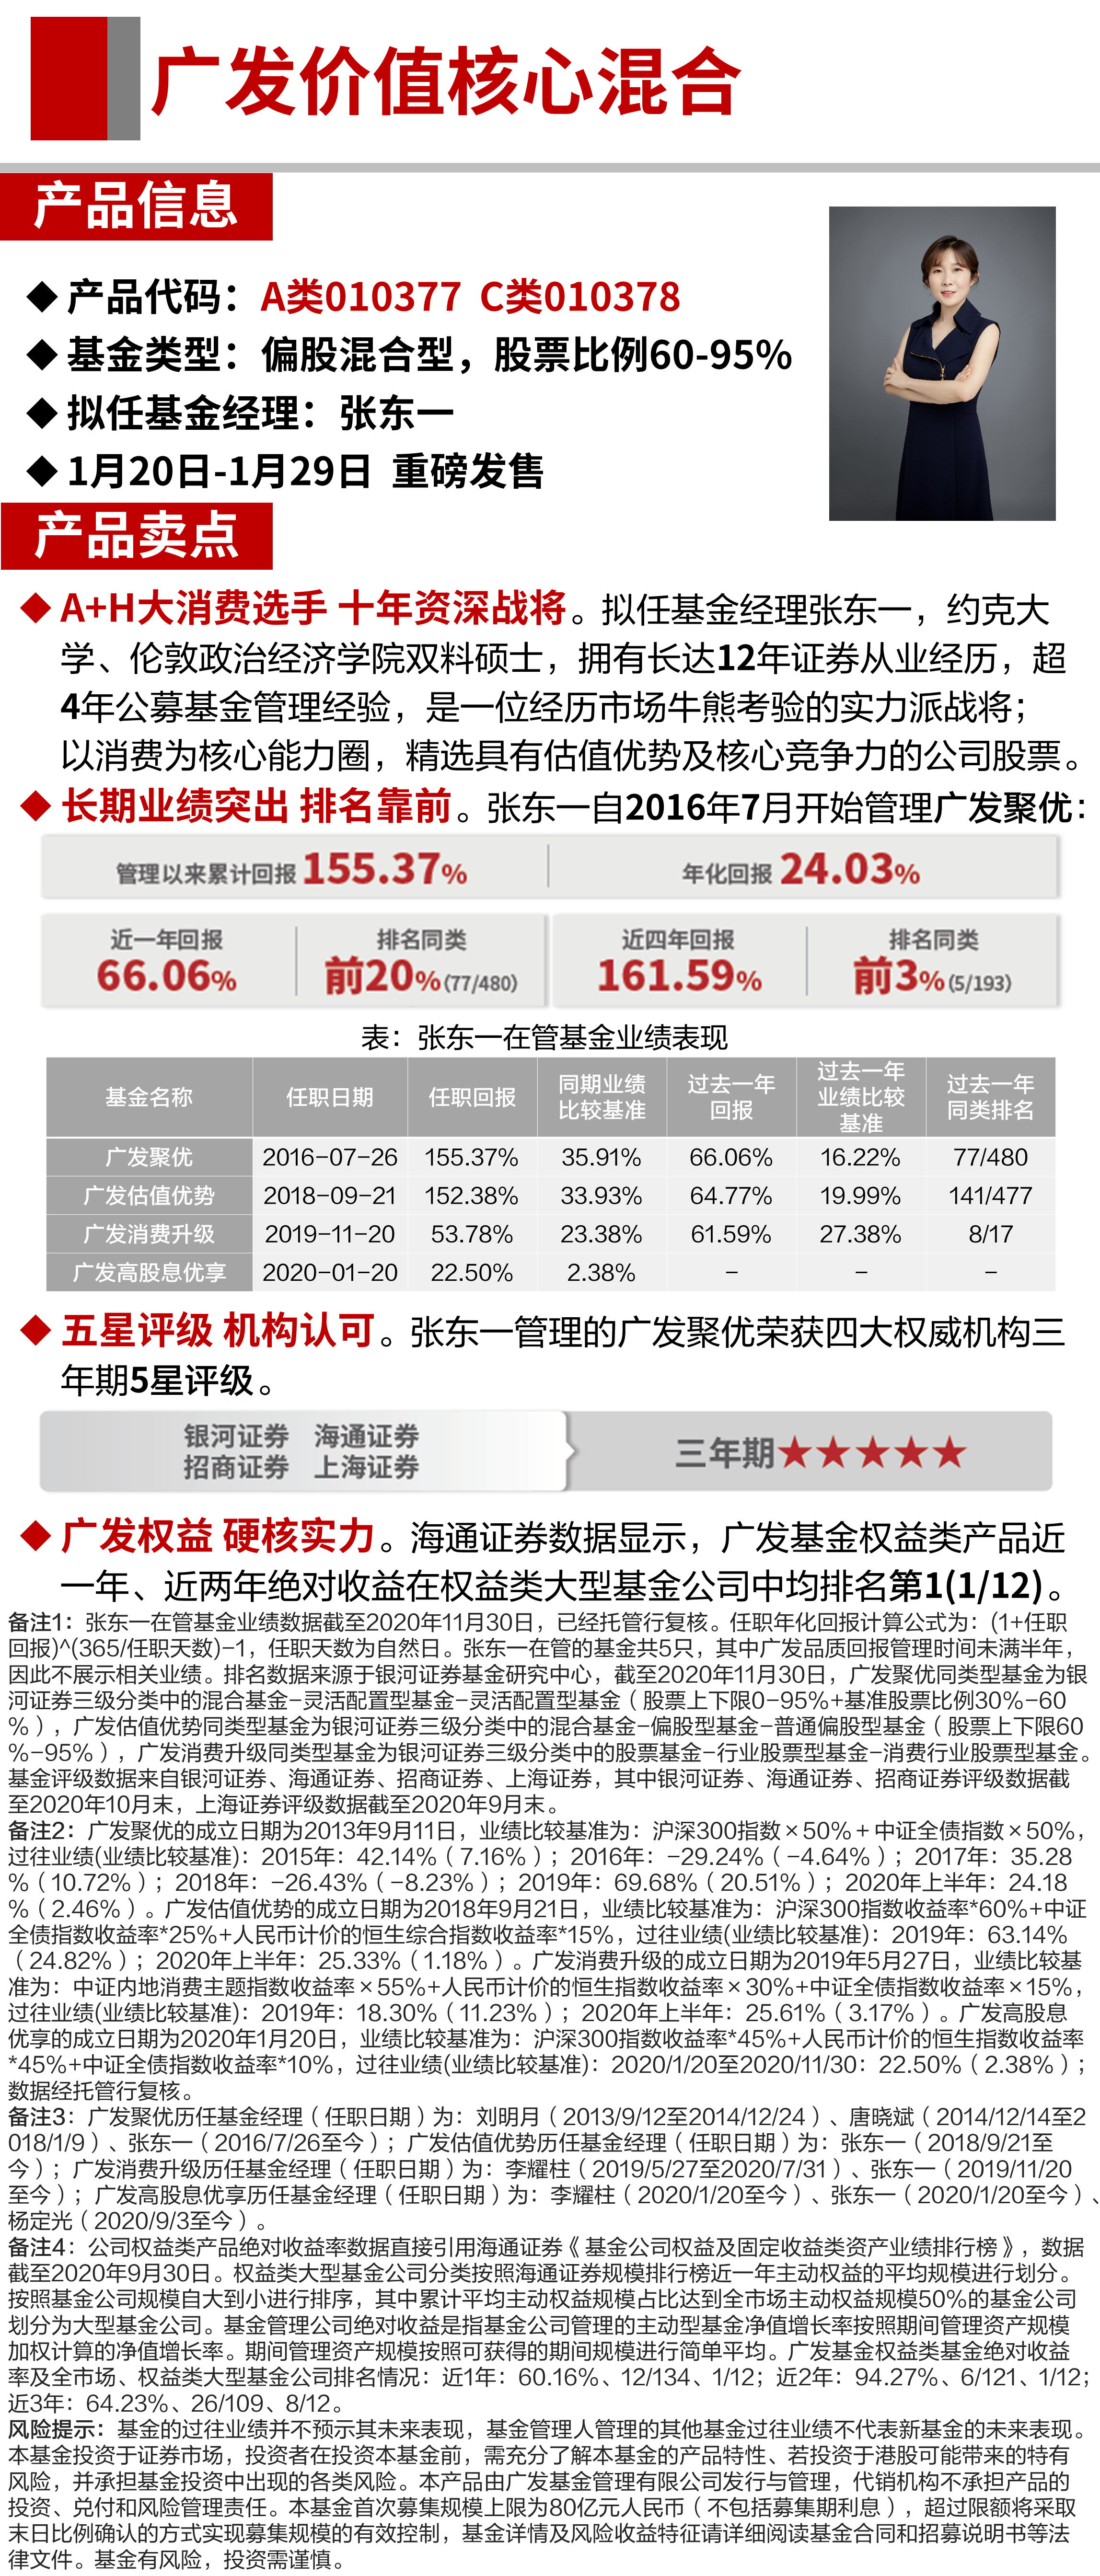 广发价值核心混合
产品信息
◆ 产品代码：A类010377 C类010378
◆ 基金类型：偏股混合型，股票比例60-95%
◆ 拟任基金经理：张东一
◆ 1月20日-1月29日 重磅发售
产品卖点
◆ A+H大消费选手 十年资深战将。拟任基金经理张东一，约克大
学、伦敦政治经济学院双料硕士，拥有长达12年证券从业经历，超
4年公募基金管理经验，是一位经历市场牛熊考验的实力派战将；
以消费为核心能力圈，精选具有估值优势及核心竞争力的公司股票。
◆ 长期业绩突出 排名靠前。张东一自2016年7月开始管理广发聚优：
管理以来累计回报 155.37% 年化回报 24.03%
近一年回报 排名同类 近四年回报 排名同类
66.06% 前20%(77/480) 161.59% 前3%(5/193)
表：张东一在管基金业绩表现
基金名称 任职日期 任职回报 同期业绩比较基准 过去一年回报 过去一年业绩比较基准 过去一年同类排名
广发聚优 2016-07-26 155.37% 35.91% 66.06% 16.22% 77/480
广发估值优势 2018-09-21 152.38% 33.93% 64.77% 19.99% 141/477
广发消费升级 2019-11-20 53.78% 23.38% 61.59% 27.38% 8/17
广发高股息优享 2020-01-20 22.50% 2.38% - - -
◆ 五星评级 机构认可。张东一管理的广发聚优荣获四大权威机构三
年期5星评级。
银河证券 海通证券
招商证券 上海证券
三年期★★★★★
◆ 广发权益 硬核实力。海通证券数据显示，广发基金权益类产品近
一年、近两年绝对收益在权益类大型基金公司中均排名第1(1/12)。
备注1：张东一在管基金业绩数据截至2020年11月30日，已经托管行复核。任职年化回报计算公式为：(1+任职
回报)^(365/任职天数)-1，任职天数为自然日。张东一在管的基金共5只，其中广发品质回报管理时间未满半年，
因此不展示相关业绩。排名数据来源于银河证券基金研究中心，截至2020年11月30日，广发聚优同类型基金为银
河证券三级分类中的混合基金-灵活配置型基金-灵活配置型基金（股票上下限0-95%+基准股票比例30%-60
%），广发估值优势同类型基金为银河证券三级分类中的混合基金-偏股型基金-普通偏股型基金（股票上下限60
%-95%），广发消费升级同类型基金为银河证券三级分类中的股票基金-行业股票型基金-消费行业股票型基金。
基金评级数据来自银河证券、海通证券、招商证券、上海证券，其中银河证券、海通证券、招商证券评级数据截
至2020年10月末，上海证券评级数据截至2020年9月末。
备注2：广发聚优的成立日期为2013年9月11日，业绩比较基准为：沪深300指数×50%＋中证全债指数×50%，
过往业绩(业绩比较基准)：2015年：42.14%（7.16%）；2016年：-29.24%（-4.64%）；2017年：35.28
%（10.72%）；2018年：-26.43%（-8.23%）；2019年：69.68%（20.51%）；2020年上半年：24.18
%（2.46%）。广发估值优势的成立日期为2018年9月21日，业绩比较基准为：沪深300指数收益率*60%+中证
全债指数收益率*25%+人民币计价的恒生综合指数收益率*15%，过往业绩(业绩比较基准)：2019年：63.14%
（24.82%）；2020年上半年：25.33%（1.18%）。广发消费升级的成立日期为2019年5月27日，业绩比较基
准为：中证内地消费主题指数收益率×55%+人民币计价的恒生指数收益率×30%+中证全债指数收益率×15%，
过往业绩(业绩比较基准)：2019年：18.30%（11.23%）；2020年上半年：25.61%（3.17%）。广发高股息
优享的成立日期为2020年1月20日，业绩比较基准为：沪深300指数收益率*45%+人民币计价的恒生指数收益率
*45%+中证全债指数收益率*10%，过往业绩(业绩比较基准)：2020/1/20至2020/11/30：22.50%（2.38%）；
数据经托管行复核。
备注3：广发聚优历任基金经理（任职日期）为：刘明月（2013/9/12至2014/12/24）、唐晓斌（2014/12/14至2
018/1/9）、张东一（2016/7/26至今）；广发估值优势历任基金经理（任职日期）为：张东一（2018/9/21至
今）；广发消费升级历任基金经理（任职日期）为：李耀柱（2019/5/27至2020/7/31）、张东一（2019/11/20
至今）；广发高股息优享历任基金经理（任职日期）为：李耀柱（2020/1/20至今）、张东一（2020/1/20至今）、
杨定光（2020/9/3至今）。
备注4：公司权益类产品绝对收益率数据直接引用海通证券《基金公司权益及固定收益类资产业绩排行榜》，数据
截至2020年9月30日。权益类大型基金公司分类按照海通证券规模排行榜近一年主动权益的平均规模进行划分。
按照基金公司规模自大到小进行排序，其中累计平均主动权益规模占比达到全市场主动权益规模50%的基金公司
划分为大型基金公司。基金管理公司绝对收益是指基金公司管理的主动型基金净值增长率按照期间管理资产规模
加权计算的净值增长率。期间管理资产规模按照可获得的期间规模进行简单平均。广发基金权益类基金绝对收益
率及全市场、权益类大型基金公司排名情况：近1年：60.16%、12/134、1/12；近2年：94.27%、6/121、1/12；
近3年：64.23%、26/109、8/12。
风险提示：基金的过往业绩并不预示其未来表现，基金管理人管理的其他基金过往业绩不代表新基金的未来表现。
本基金投资于证券市场，投资者在投资本基金前，需充分了解本基金的产品特性、若投资于港股可能带来的特有
风险，并承担基金投资中出现的各类风险。本产品由广发基金管理有限公司发行与管理，代销机构不承担产品的
投资、兑付和风险管理责任。本基金首次募集规模上限为80亿元人民币（不包括募集期利息），超过限额将采取
末日比例确认的方式实现募集规模的有效控制，基金详情及风险收益特征请详细阅读基金合同和招募说明书等法
律文件。基金有风险，投资需谨慎。